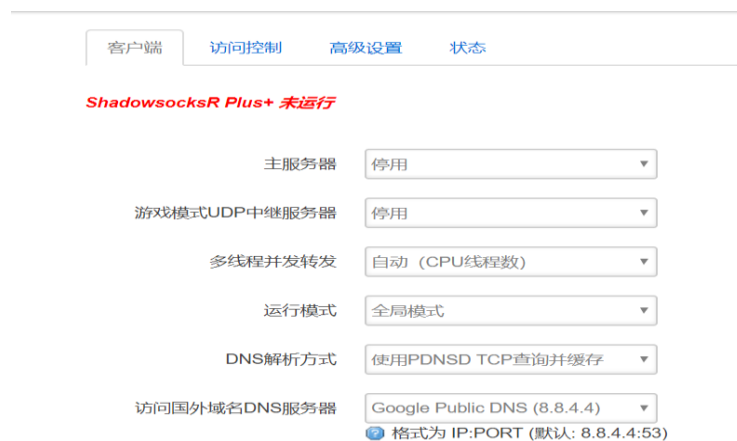 客户端 访问控制 高级设置 状态
ShadowsocksR Plus+ 未运行
主服务器 停用
游戏模式UDP中继服务器 停用
多线程并发转发 自动（CPU线程数）
运行模式 全局模式
DNS解析方式 使用PDNSD TCP查询并缓存
访问国外域名DNS服务器 Google Public DNS (8.8.4.4)
格式为 IP:PORT (默认: 8.8.4.4:53)